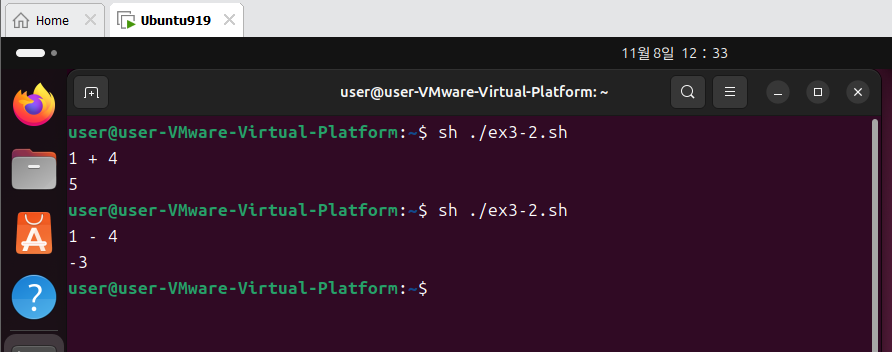 Home
Ubuntu919
11월 8일 12 : 33
user@user-VMware-Virtual-Platform: ~
user@user-VMware-Virtual-Platform:~$ sh ./ex3-2.sh
1 + 4
5
user@user-VMware-Virtual-Platform:~$ sh ./ex3-2.sh
1 - 4
-3
user@user-VMware-Virtual-Platform:~$